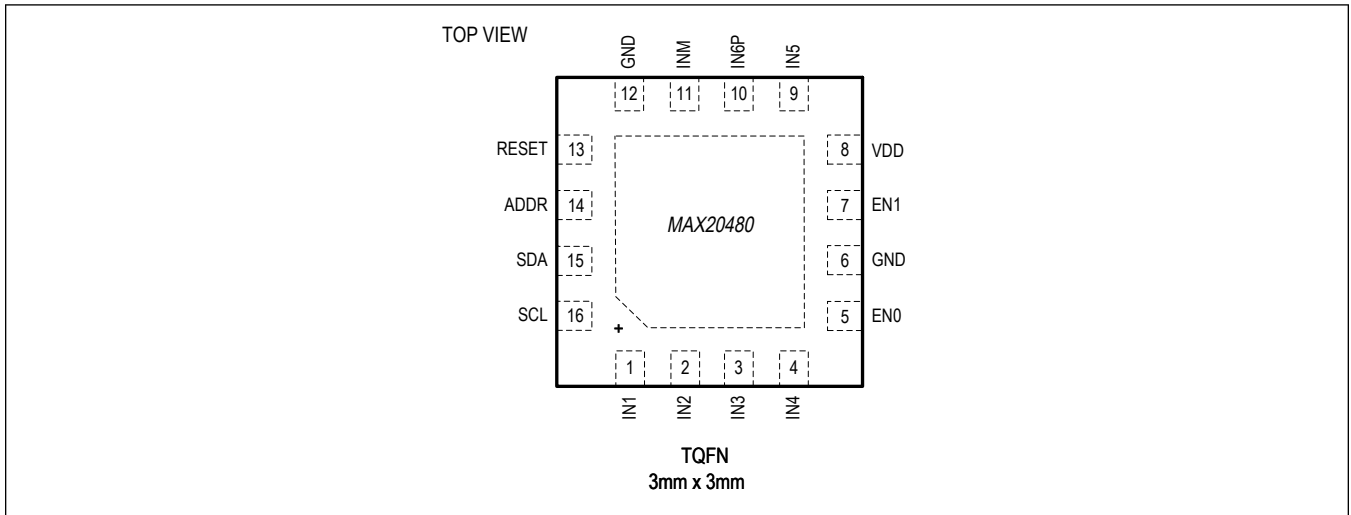 TOP VIEW
GND INM IN6P IN5
12 11 10 9
RESET 13 8 VDD
ADDR 14 7 EN1
MAX20480
SDA 15 6 GND
SCL 16 5 EN0
+
1 2 3 4
IN1 IN2 IN3 IN4
TQFN
3mm x 3mm